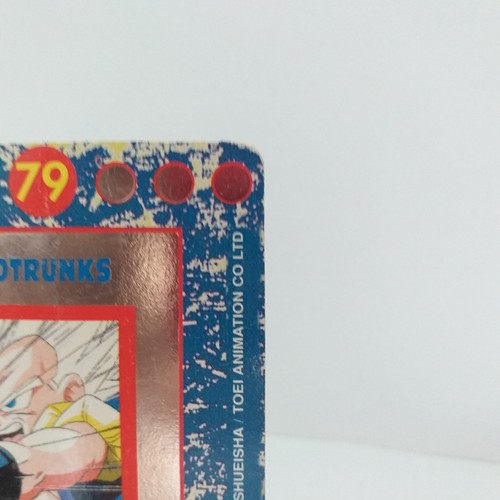 79
OTRUNKS
SHUEISHA / TOEI ANIMATION CO LTD